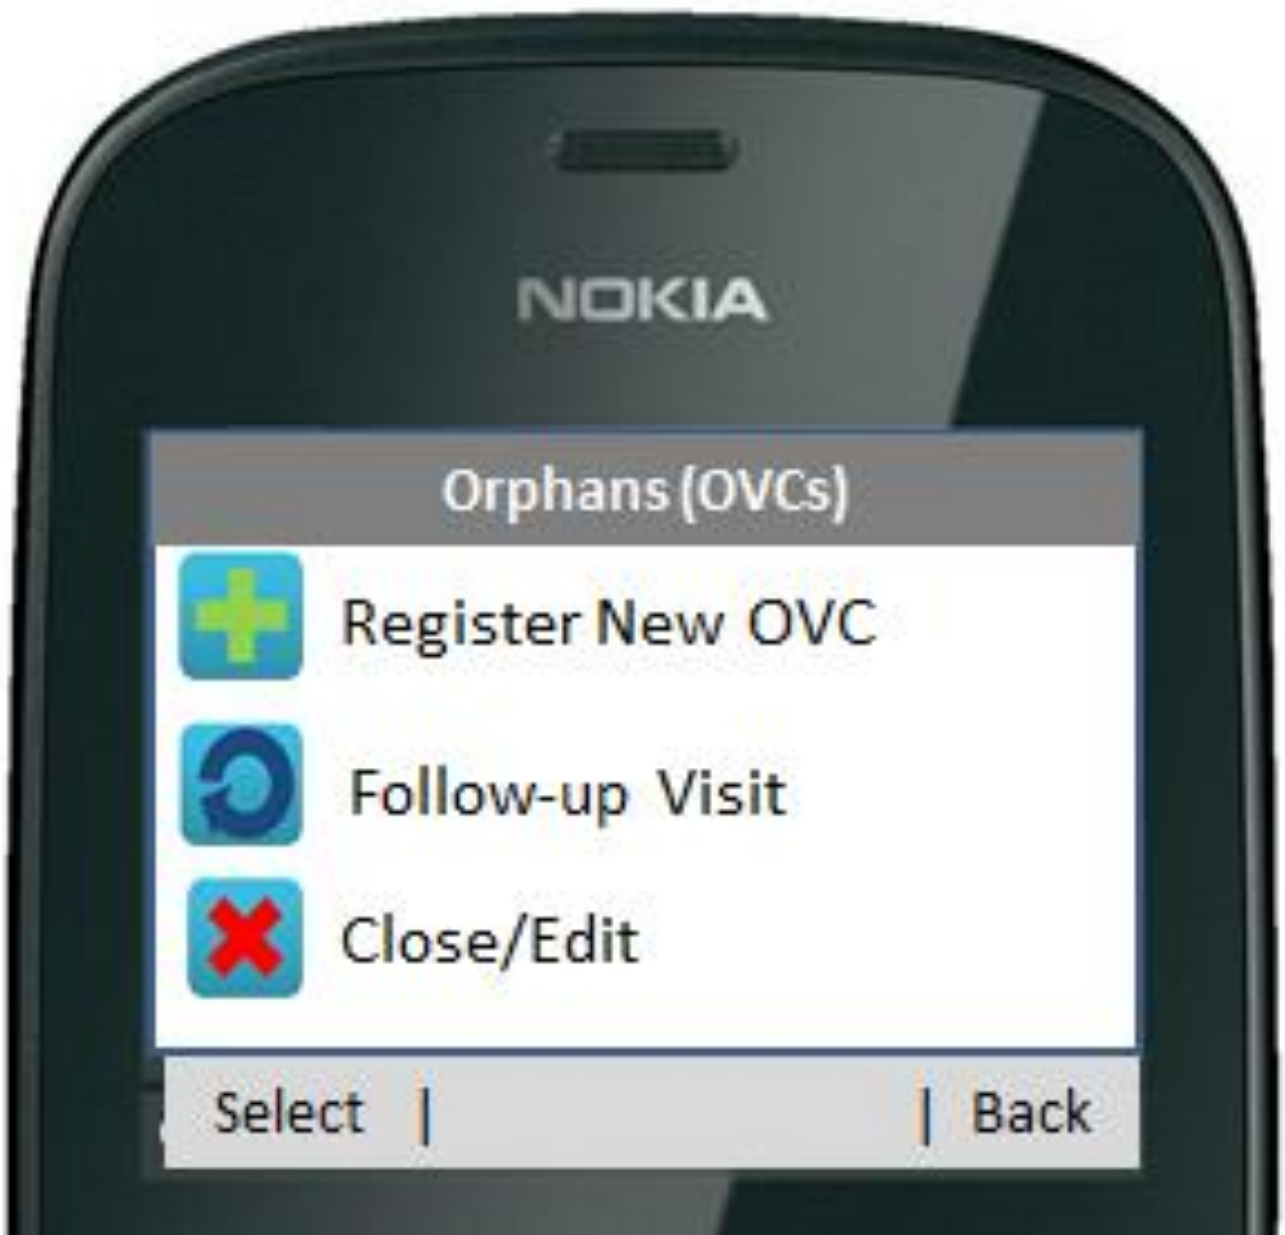 NOKIA
Orphans (OVCs)
Register New OVC
Follow-up Visit
Close/Edit
Select | | Back